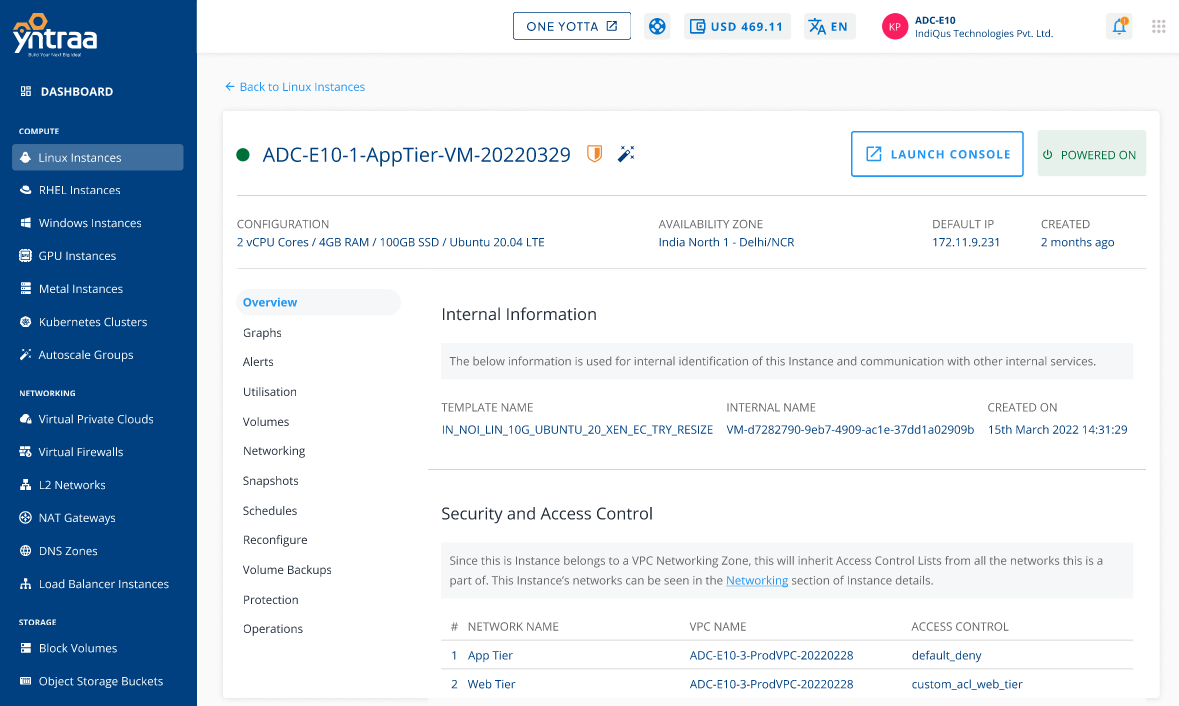 yntraa
Build Your Next Big Idea!
ONE YOTTA
USD 469.11
EN
KP
ADC-E10
IndiQus Technologies Pvt. Ltd.
DASHBOARD
COMPUTE
Linux Instances
RHEL Instances
Windows Instances
GPU Instances
Metal Instances
Kubernetes Clusters
Autoscale Groups
NETWORKING
Virtual Private Clouds
Virtual Firewalls
L2 Networks
NAT Gateways
DNS Zones
Load Balancer Instances
STORAGE
Block Volumes
Object Storage Buckets
← Back to Linux Instances
ADC-E10-1-AppTier-VM-20220329
LAUNCH CONSOLE
POWERED ON
CONFIGURATION AVAILABILITY ZONE DEFAULT IP CREATED
2 vCPU Cores / 4GB RAM / 100GB SSD / Ubuntu 20.04 LTE India North 1 - Delhi/NCR 172.11.9.231 2 months ago
Overview
Graphs
Alerts
Utilisation
Volumes
Networking
Snapshots
Schedules
Reconfigure
Volume Backups
Protection
Operations
Internal Information
The below information is used for internal identification of this Instance and communication with other internal services.
TEMPLATE NAME INTERNAL NAME CREATED ON
IN_NOI_LIN_10G_UBUNTU_20_XEN_EC_TRY_RESIZE VM-d7282790-9eb7-4909-ac1e-37dd1a02909b 15th March 2022 14:31:29
Security and Access Control
Since this is Instance belongs to a VPC Networking Zone, this will inherit Access Control Lists from all the networks this is a
part of. This Instance's networks can be seen in the Networking section of Instance details.
# NETWORK NAME VPC NAME ACCESS CONTROL
1 App Tier ADC-E10-3-ProdVPC-20220228 default_deny
2 Web Tier ADC-E10-3-ProdVPC-20220228 custom_acl_web_tier